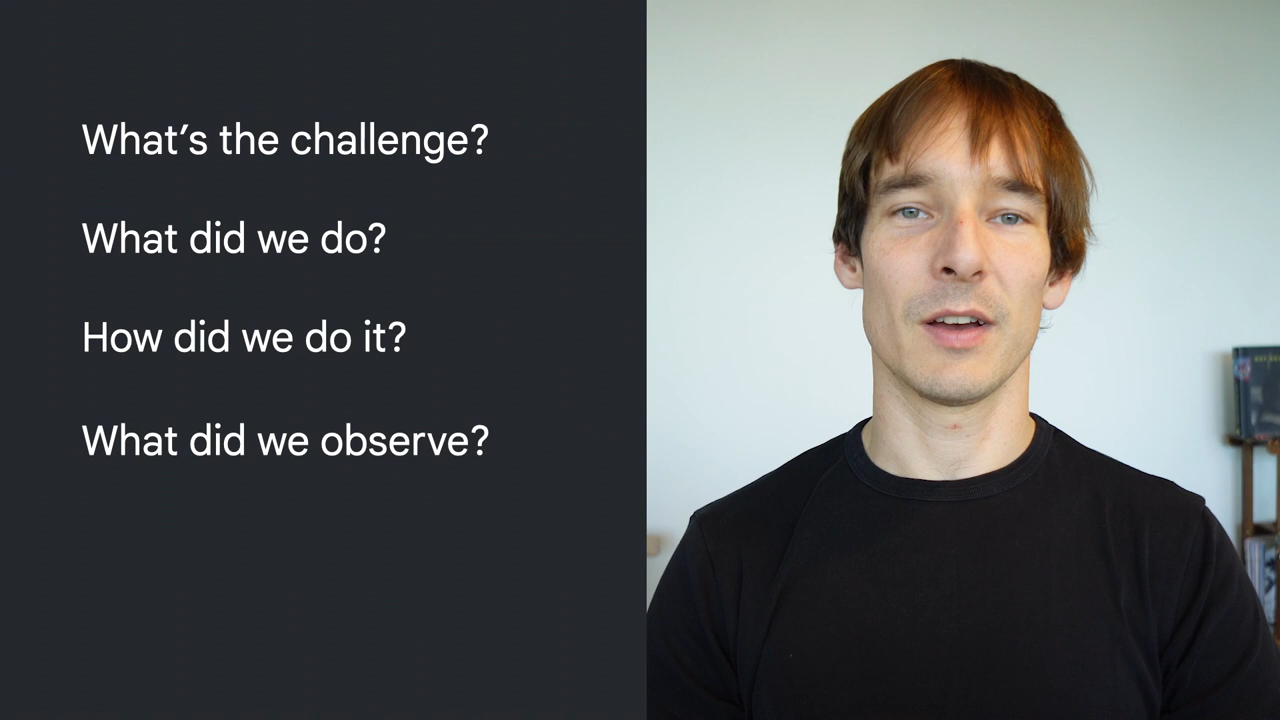 What’s the challenge?
What did we do?
How did we do it?
What did we observe?